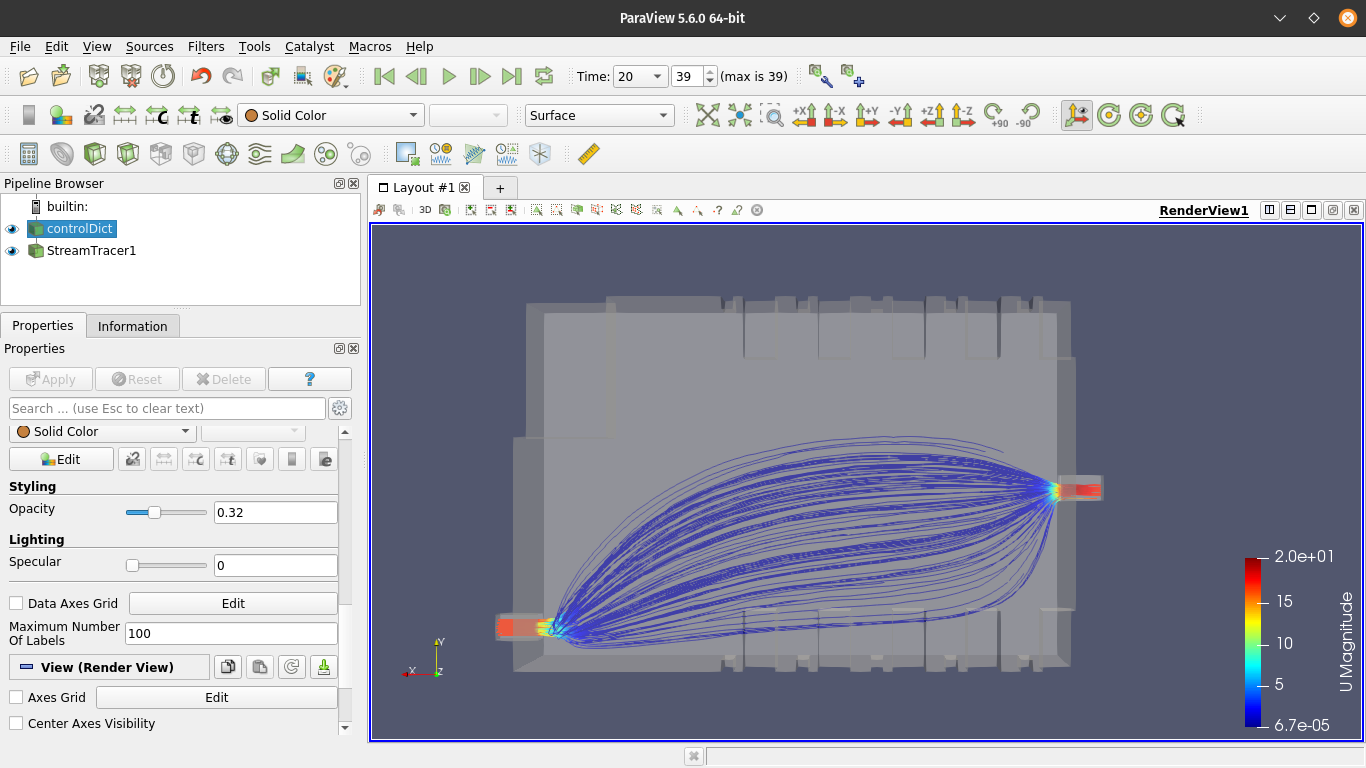 ParaView 5.6.0 64-bit
File Edit View Sources Filters Tools Catalyst Macros Help
Time: 20 39 (max is 39)
Solid Color Surface +X -X +Y -Y +Z -Z +90 -90
Pipeline Browser
builtin:
controlDict
StreamTracer1
Properties Information
Properties
Apply Reset Delete ?
Search ... (use Esc to clear text)
Solid Color
Edit
Styling
Opacity 0.32
Lighting
Specular 0
Data Axes Grid Edit
Maximum Number
Of Labels 100
View (Render View)
Axes Grid Edit
Center Axes Visibility
Layout #1 +
3D RenderView1
Y
X Z
2.0e+01
15
10
5
6.7e-05
U Magnitude